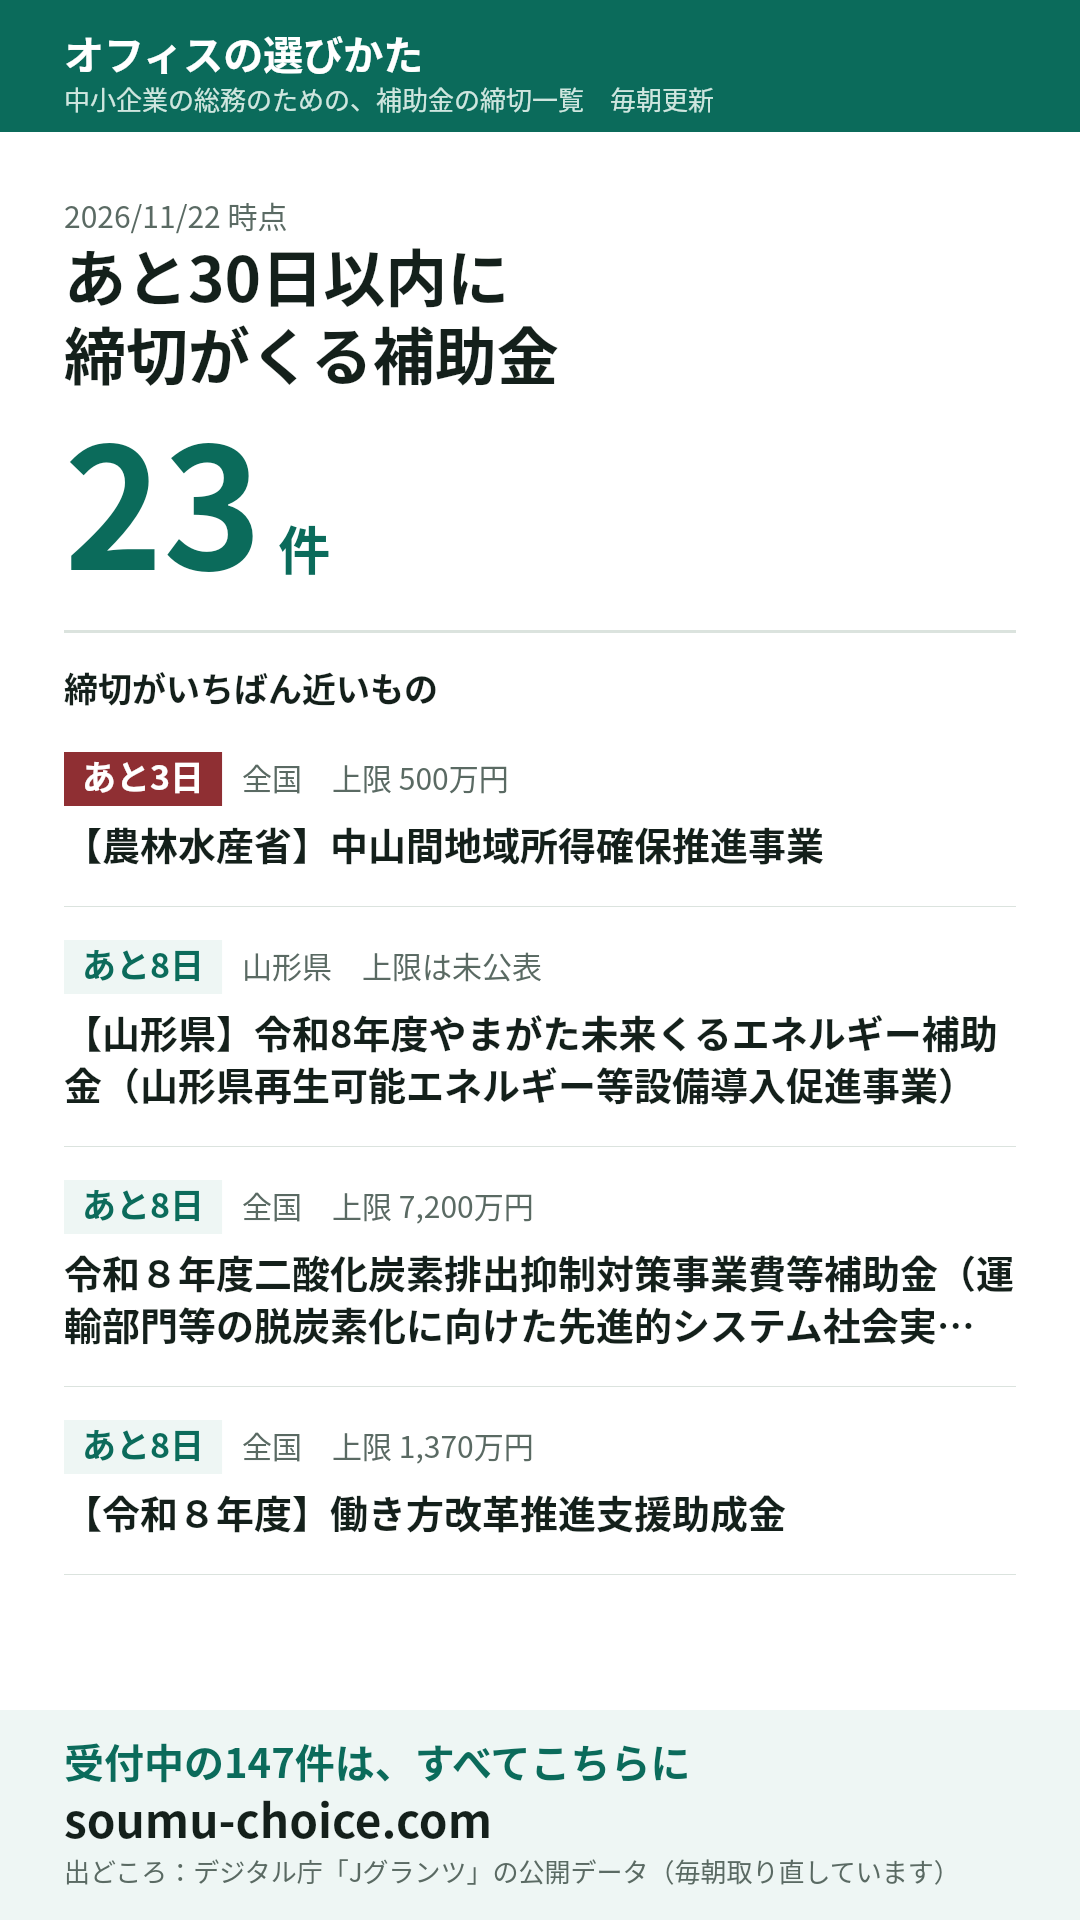 オフィスの選びかた
中小企業の総務のための、補助金の締切一覧　毎朝更新
2026/11/22 時点
あと30日以内に
締切がくる補助金
23 件
締切がいちばん近いもの
あと3日　全国　上限 500万円
【農林水産省】中山間地域所得確保推進事業
あと8日　山形県　上限は未公表
【山形県】令和8年度やまがた未来くるエネルギー補助
金（山形県再生可能エネルギー等設備導入促進事業）
あと8日　全国　上限 7,200万円
令和８年度二酸化炭素排出抑制対策事業費等補助金（運
輸部門等の脱炭素化に向けた先進的システム社会実…
あと8日　全国　上限 1,370万円
【令和８年度】働き方改革推進支援助成金
受付中の147件は、すべてこちらに
soumu-choice.com
出どころ：デジタル庁「Jグランツ」の公開データ（毎朝取り直しています）